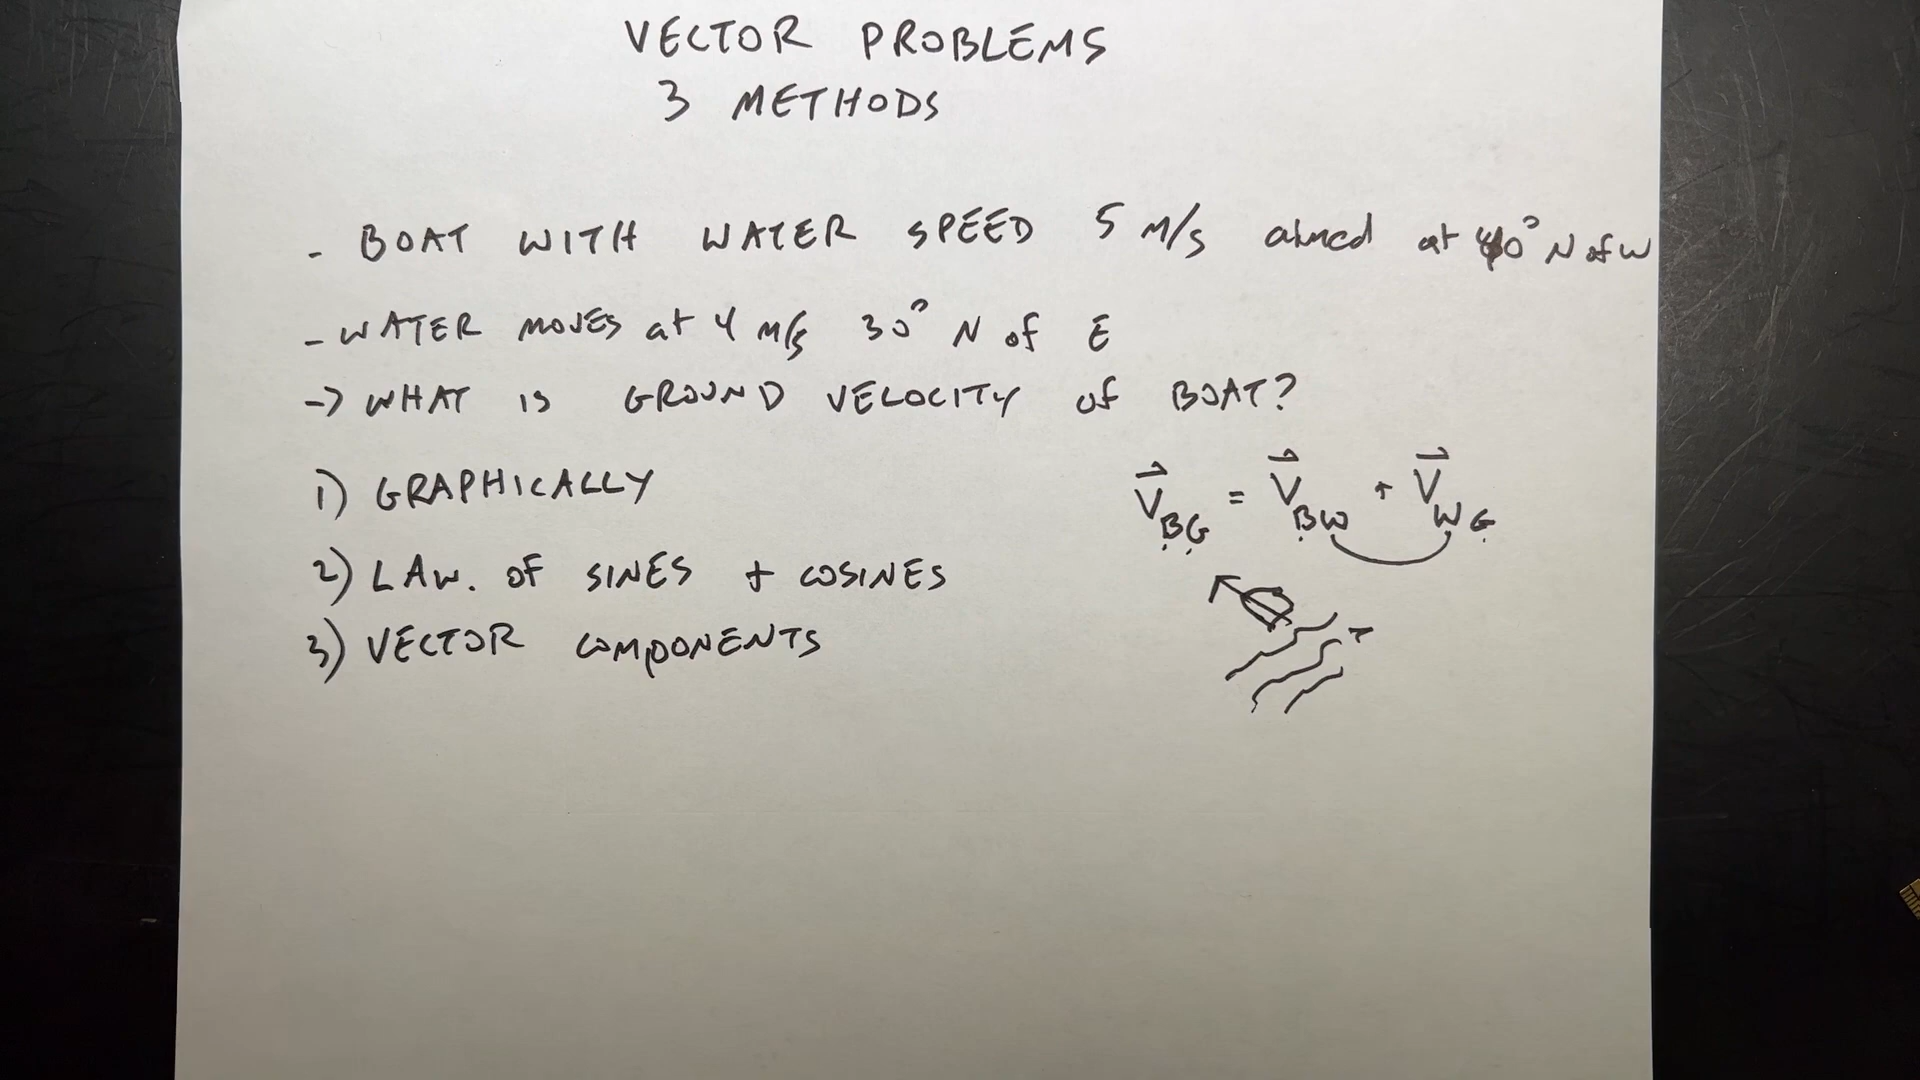 VECTOR PROBLEMS
3 METHODS
- BOAT WITH WATER SPEED 5 M/S aimed at 40° N of W
- WATER MOVES at 4 M/S 30° N of E
-> WHAT IS GROUND VELOCITY of BOAT?
1) GRAPHICALLY
V⃗BG = V⃗BW + V⃗WG
2) LAW. OF SINES + COSINES
3) VECTOR COMPONENTS